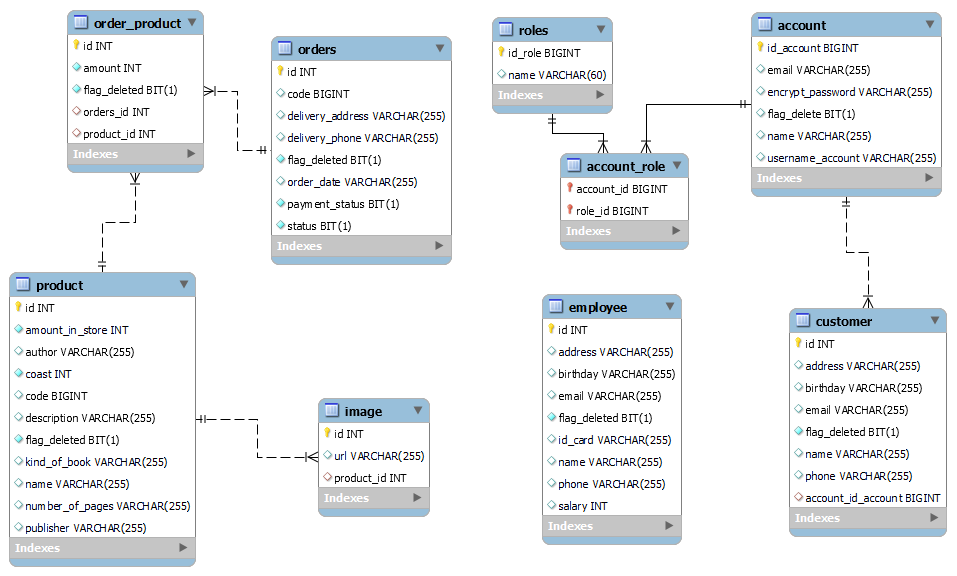 order_product
id INT
amount INT
flag_deleted BIT(1)
orders_id INT
product_id INT
Indexes
orders
id INT
code BIGINT
delivery_address VARCHAR(255)
delivery_phone VARCHAR(255)
flag_deleted BIT(1)
order_date VARCHAR(255)
payment_status BIT(1)
status BIT(1)
Indexes
roles
id_role BIGINT
name VARCHAR(60)
Indexes
account
id_account BIGINT
email VARCHAR(255)
encrypt_password VARCHAR(255)
flag_delete BIT(1)
name VARCHAR(255)
username_account VARCHAR(255)
Indexes
account_role
account_id BIGINT
role_id BIGINT
Indexes
product
id INT
amount_in_store INT
author VARCHAR(255)
coast INT
code BIGINT
description VARCHAR(255)
flag_deleted BIT(1)
kind_of_book VARCHAR(255)
name VARCHAR(255)
number_of_pages VARCHAR(255)
publisher VARCHAR(255)
Indexes
image
id INT
url VARCHAR(255)
product_id INT
Indexes
employee
id INT
address VARCHAR(255)
birthday VARCHAR(255)
email VARCHAR(255)
flag_deleted BIT(1)
id_card VARCHAR(255)
name VARCHAR(255)
phone VARCHAR(255)
salary INT
Indexes
customer
id INT
address VARCHAR(255)
birthday VARCHAR(255)
email VARCHAR(255)
flag_deleted BIT(1)
name VARCHAR(255)
phone VARCHAR(255)
account_id_account BIGINT
Indexes